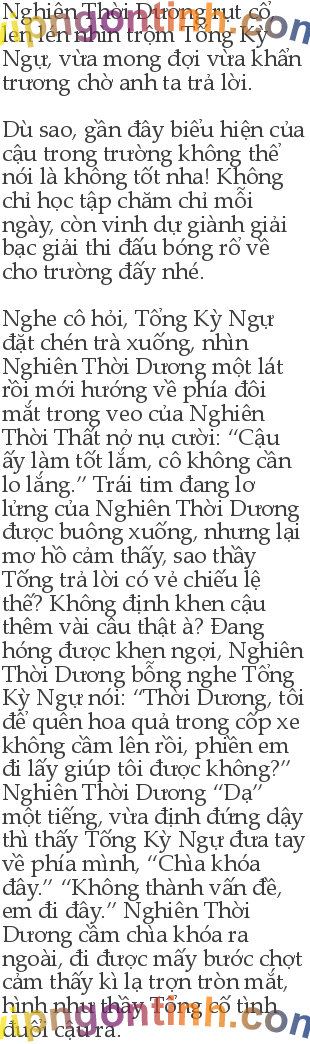 Nghiên Thời Dương rụt cổ,
lén lén nhìn trộm Tống Kỳ
Ngự, vừa mong đợi vừa khẩn
trương chờ anh ta trả lời.
Dù sao, gần đây biểu hiện của
cậu trong trường không thể
nói là không tốt nha! Không
chỉ học tập chăm chỉ mỗi
ngày, còn vinh dự giành giải
bạc giải thi đấu bóng rổ về
cho trường đấy nhé.
Nghe cô hỏi, Tống Kỳ Ngự
đặt chén trà xuống, nhìn
Nghiên Thời Dương một lát
rồi mới hướng về phía đôi
mắt trong veo của Nghiên
Thời Thất nở nụ cười: “Cậu
ấy làm tốt lắm, cô không cần
lo lắng.” Trái tim đang lơ
lửng của Nghiên Thời Dương
được buông xuống, nhưng lại
mơ hồ cảm thấy, sao thầy
Tống trả lời có vẻ chiếu lệ
thế? Không định khen cậu
thêm vài câu thật à? Đang
hóng được khen ngợi, Nghiên
Thời Dương bỗng nghe Tống
Kỳ Ngự nói: “Thời Dương, tôi
để quên hoa quả trong cốp xe
không cầm lên rồi, phiền em
đi lấy giúp tôi được không?”
Nghiên Thời Dương “Dạ”
một tiếng, vừa định đứng dậy
thì thấy Tống Kỳ Ngự đưa tay
về phía mình, “Chìa khóa
đây.” “Không thành vấn đề,
em đi đây.” Nghiên Thời
Dương cầm chìa khóa ra
ngoài, đi được mấy bước chợt
cảm thấy kì lạ trợn tròn mắt,
hình như thầy Tống cố tình
đuổi cậu ra.